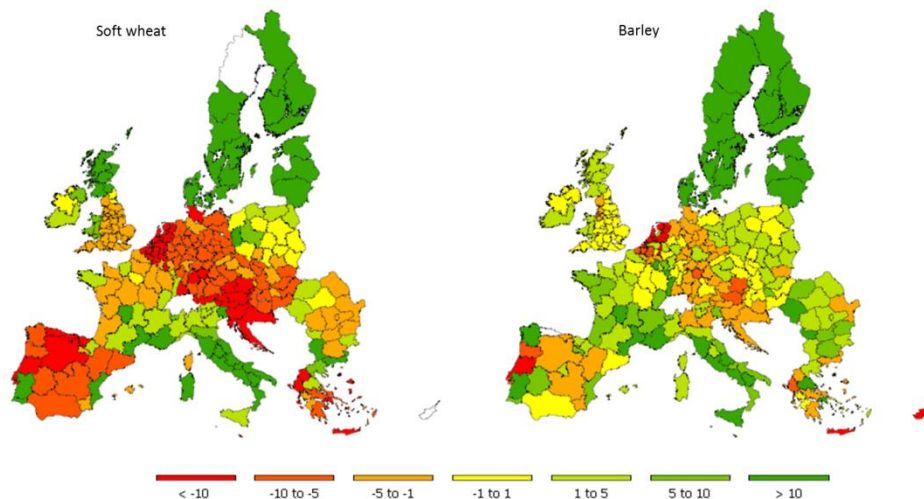 Soft wheat
Barley
< -10
-10 to -5
-5 to -1
-1 to 1
1 to 5
5 to 10
> 10